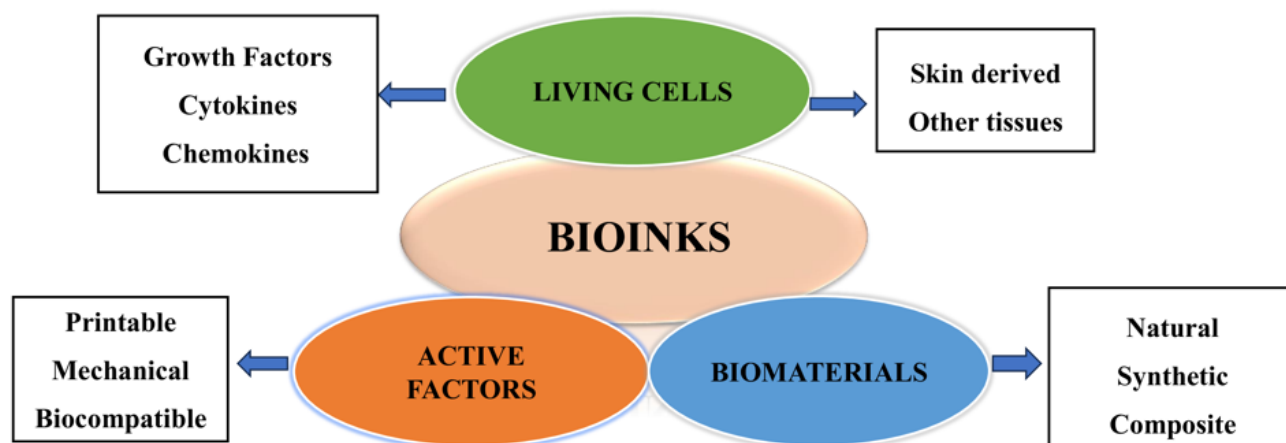 Growth Factors
Cytokines
Chemokines
LIVING CELLS
Skin derived
Other tissues
BIOINKS
Printable
Mechanical
Biocompatible
ACTIVE
FACTORS
BIOMATERIALS
Natural
Synthetic
Composite